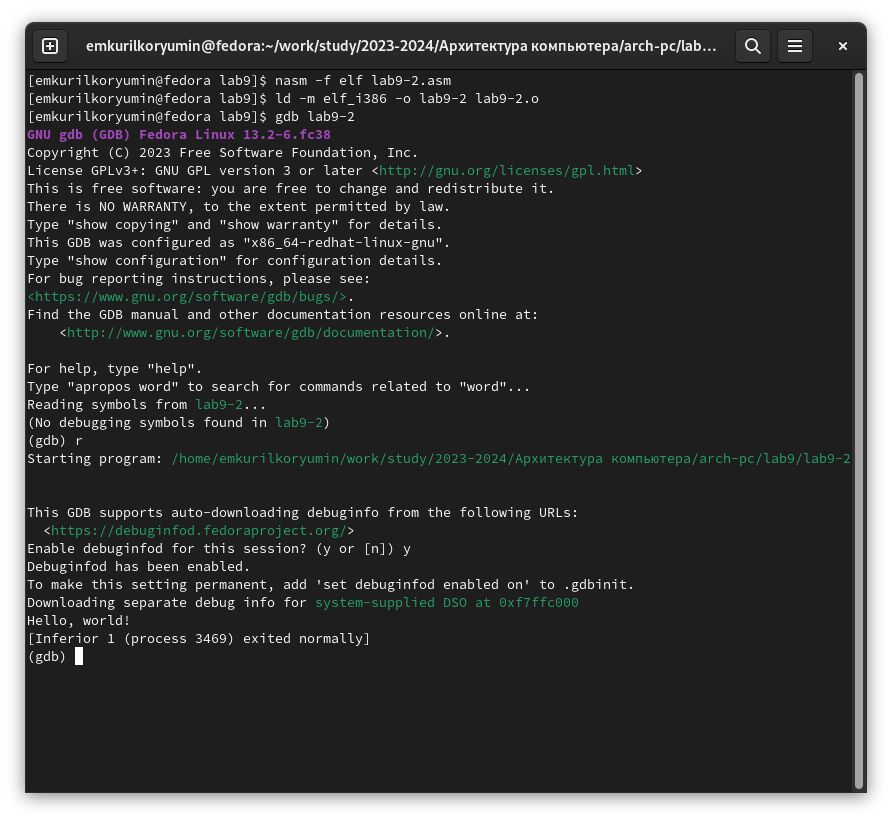 emkurilkoryumin@fedora:~/work/study/2023-2024/Архитектура компьютера/arch-pc/lab...
[emkurilkoryumin@fedora lab9]$ nasm -f elf lab9-2.asm
[emkurilkoryumin@fedora lab9]$ ld -m elf_i386 -o lab9-2 lab9-2.o
[emkurilkoryumin@fedora lab9]$ gdb lab9-2
GNU gdb (GDB) Fedora Linux 13.2-6.fc38
Copyright (C) 2023 Free Software Foundation, Inc.
License GPLv3+: GNU GPL version 3 or later <http://gnu.org/licenses/gpl.html>
This is free software: you are free to change and redistribute it.
There is NO WARRANTY, to the extent permitted by law.
Type "show copying" and "show warranty" for details.
This GDB was configured as "x86_64-redhat-linux-gnu".
Type "show configuration" for configuration details.
For bug reporting instructions, please see:
<https://www.gnu.org/software/gdb/bugs/>.
Find the GDB manual and other documentation resources online at:
    <http://www.gnu.org/software/gdb/documentation/>.

For help, type "help".
Type "apropos word" to search for commands related to "word"...
Reading symbols from lab9-2...
(No debugging symbols found in lab9-2)
(gdb) r
Starting program: /home/emkurilkoryumin/work/study/2023-2024/Архитектура компьютера/arch-pc/lab9/lab9-2

This GDB supports auto-downloading debuginfo from the following URLs:
  <https://debuginfod.fedoraproject.org/>
Enable debuginfod for this session? (y or [n]) y
Debuginfod has been enabled.
To make this setting permanent, add 'set debuginfod enabled on' to .gdbinit.
Downloading separate debug info for system-supplied DSO at 0xf7ffc000
Hello, world!
[Inferior 1 (process 3469) exited normally]
(gdb)